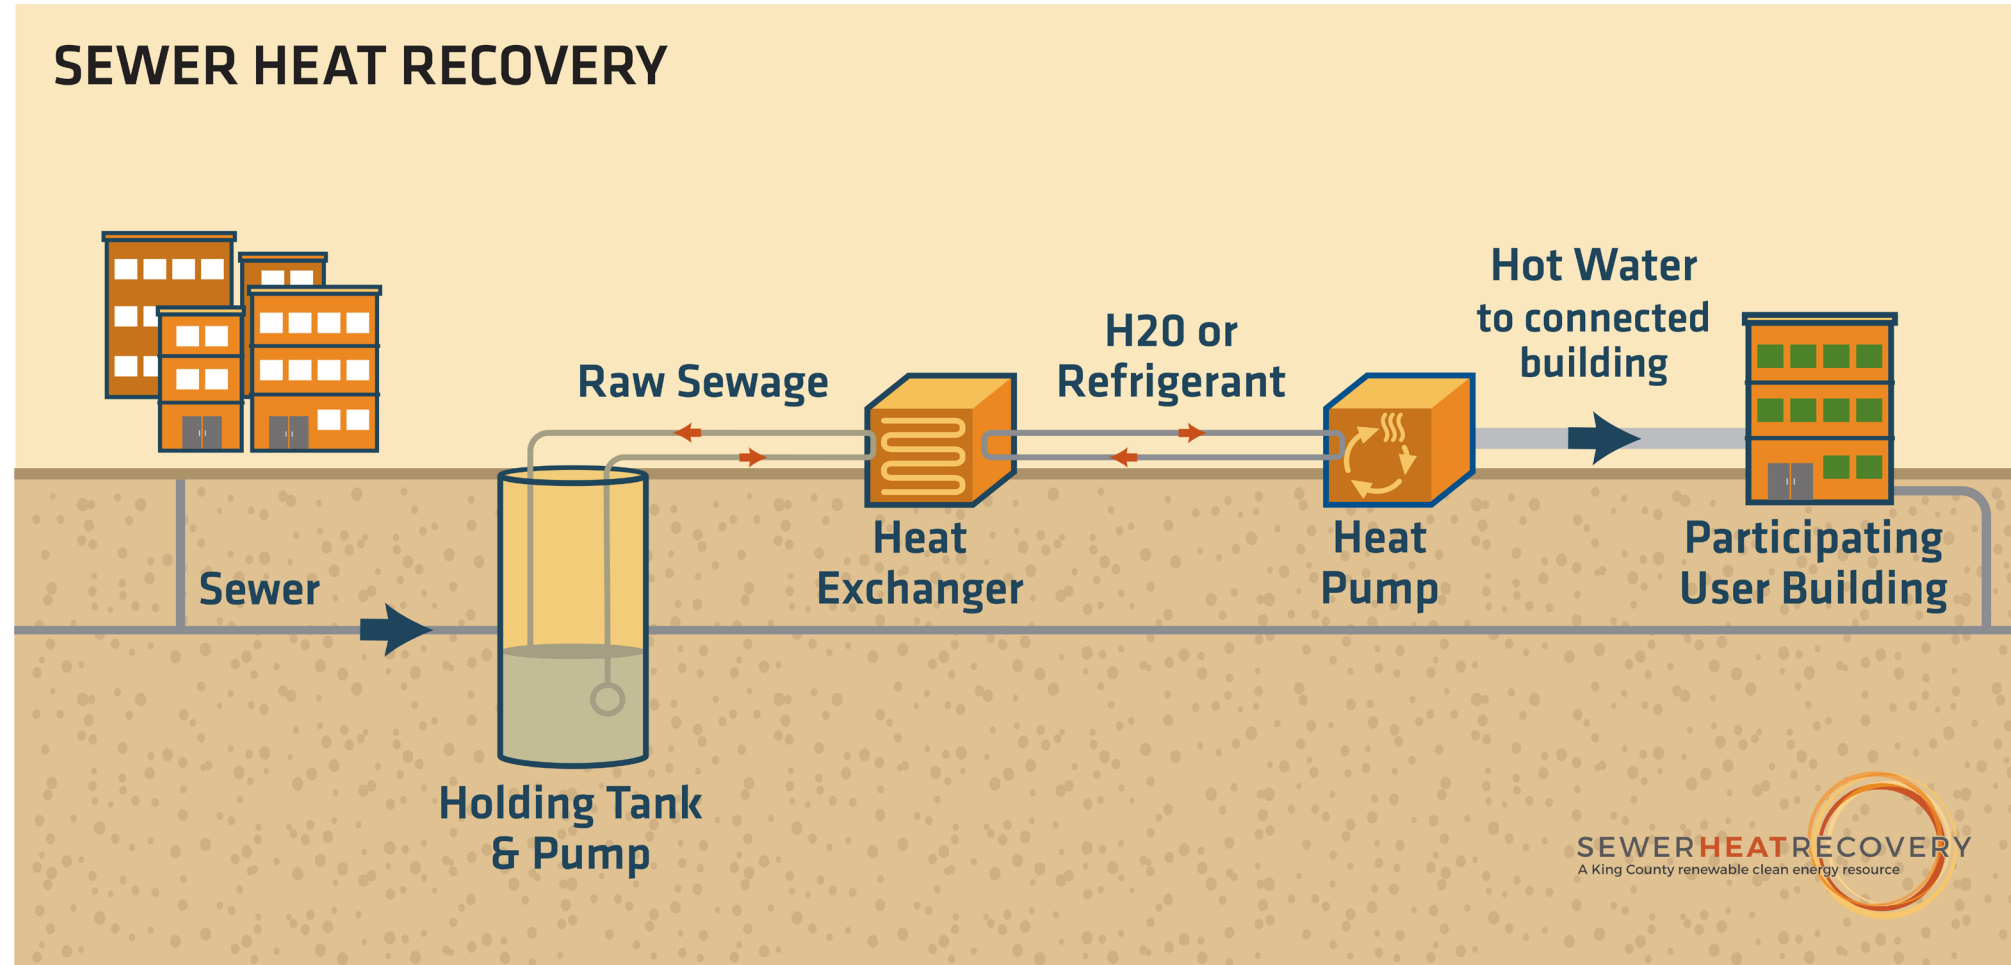 SEWER HEAT RECOVERY
Hot Water
to connected
building
H20 or
Refrigerant
Raw Sewage
Heat
Exchanger
Heat
Pump
Participating
User Building
Sewer
Holding Tank
& Pump
SEWERHEATRECOVERY
A King County renewable clean energy resource